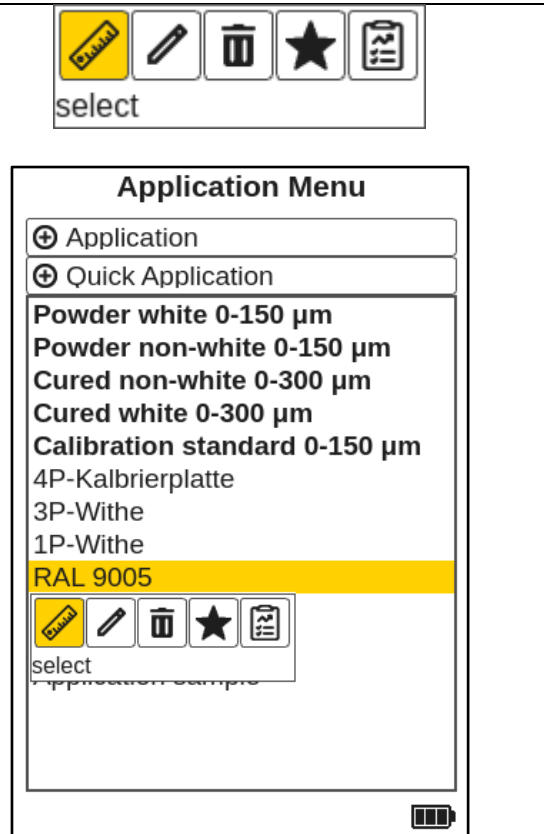 select
Application Menu
Application
Quick Application
Powder white 0-150 µm
Powder non-white 0-150 µm
Cured non-white 0-300 µm
Cured white 0-300 µm
Calibration standard 0-150 µm
4P-Kalbrierplatte
3P-Withe
1P-Withe
RAL 9005
select
Application sample